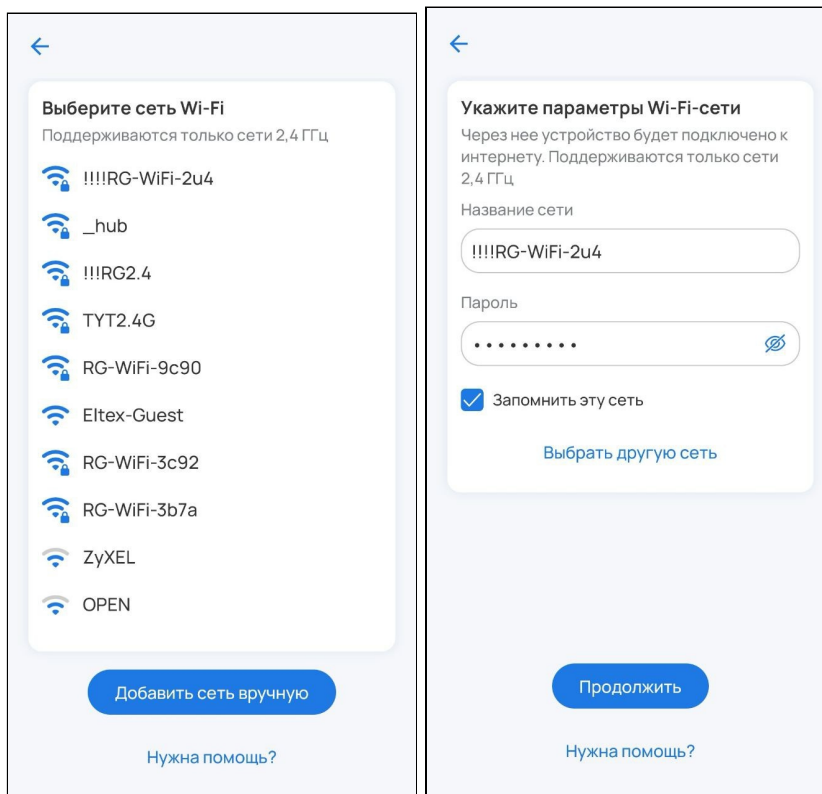 Выберите сеть Wi-Fi
Поддерживаются только сети 2,4 ГГц
!!!!RG-WiFi-2u4
_hub
!!!RG2.4
TYT2.4G
RG-WiFi-9c90
Eltex-Guest
RG-WiFi-3c92
RG-WiFi-3b7a
ZyXEL
OPEN
Добавить сеть вручную
Нужна помощь?
Укажите параметры Wi-Fi-сети
Через нее устройство будет подключено к
интернету. Поддерживаются только сети
2,4 ГГц
Название сети
!!!!RG-WiFi-2u4
Пароль
•••••••••
Запомнить эту сеть
Выбрать другую сеть
Продолжить
Нужна помощь?